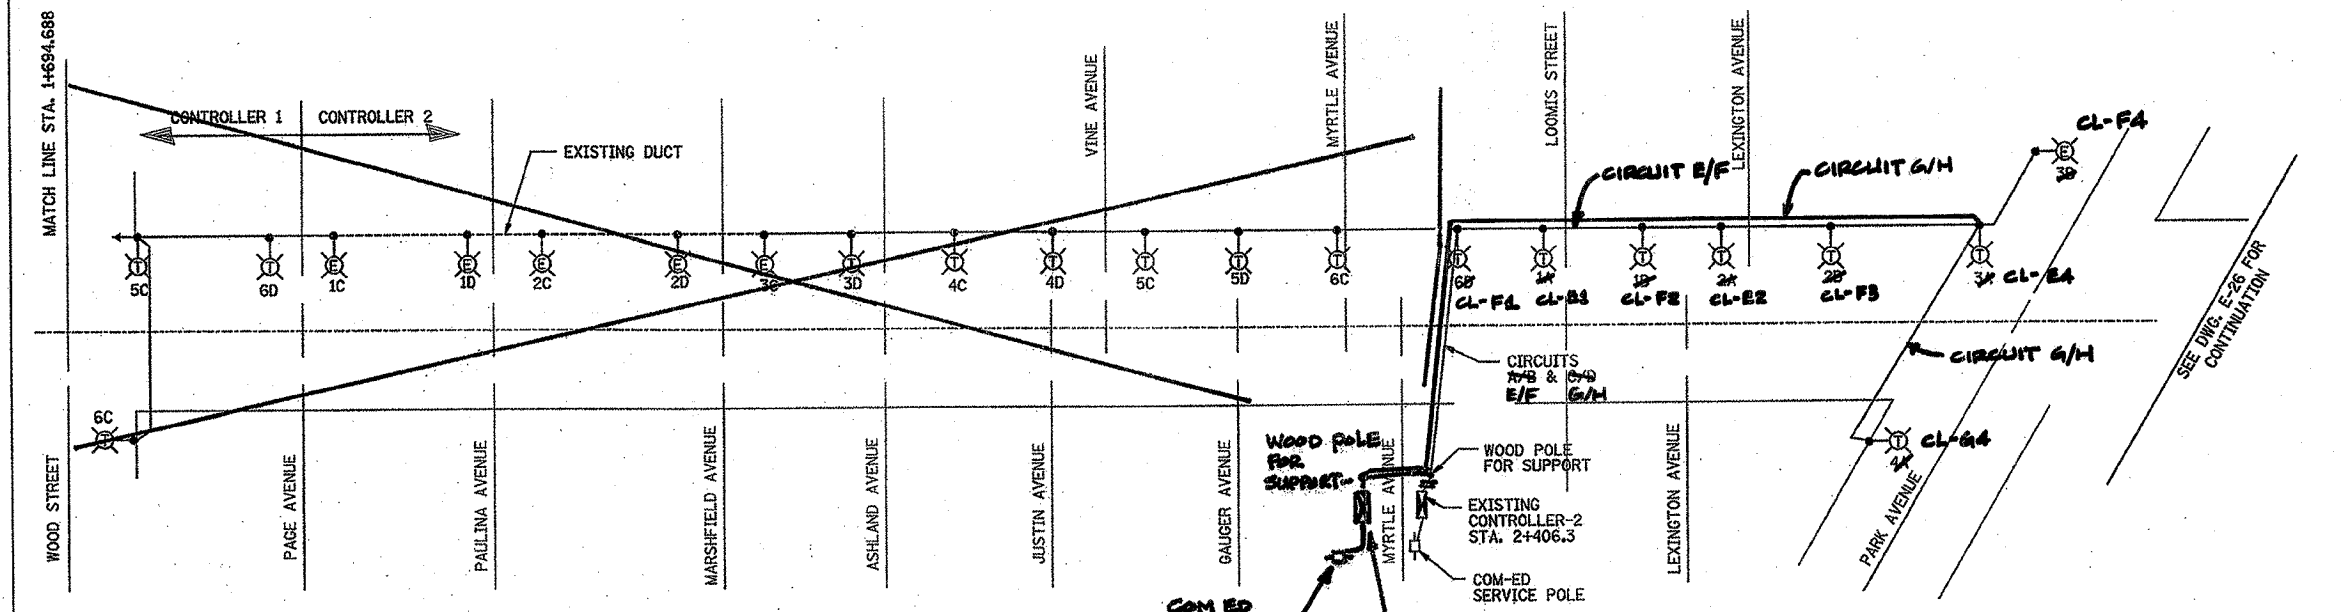 MATCH LINE STA. 1+694.688
CONTROLLER 1
CONTROLLER 2
EXISTING DUCT
VINE AVENUE
MYRTLE AVENUE
LOOMIS STREET
LEXINGTON AVENUE
CIRCUIT E/F
CIRCUIT G/H
CL-F4
E
3B
T
5C
T
6D
E
1C
E
1D
E
2C
E
2D
E
3C
T
3D
T
4C
T
4D
T
5C
T
5D
T
6C
T
6D
CL-F1
T
1A
CL-E1
T
1B
CL-F2
T
2A
CL-E2
T
2B
CL-F3
T
3A CL-E4
SEE DWG. E-26 FOR
CONTINUATION
CIRCUIT G/H
CIRCUITS
A/B & C/D
E/F G/H
6C
T
WOOD STREET
PAGE AVENUE
PAULINA AVENUE
MARSHFIELD AVENUE
ASHLAND AVENUE
JUSTIN AVENUE
GAUGER AVENUE
MYRTLE AVENUE
LEXINGTON AVENUE
PARK AVENUE
WOOD POLE
FOR
SUPPORT
WOOD POLE
FOR SUPPORT
EXISTING
CONTROLLER-2
STA. 2+406.3
COM-ED
SERVICE POLE
T
CL-G4
4A
COM ED